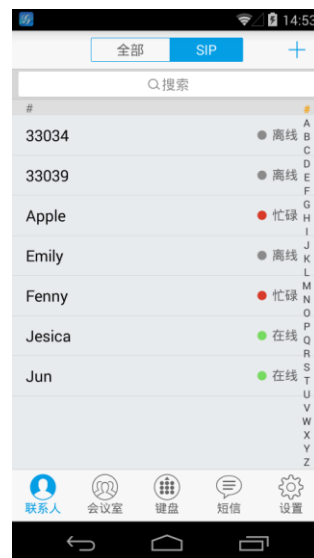 14:53
全部 SIP +
搜索
#
33034 离线
33039 离线
Apple 忙碌
Emily 离线
Fenny 忙碌
Jesica 在线
Jun 在线
#
A
B
C
D
E
F
G
H
I
J
K
L
M
N
O
P
Q
R
S
T
U
V
W
X
Y
Z
联系人 会议室 键盘 短信 设置